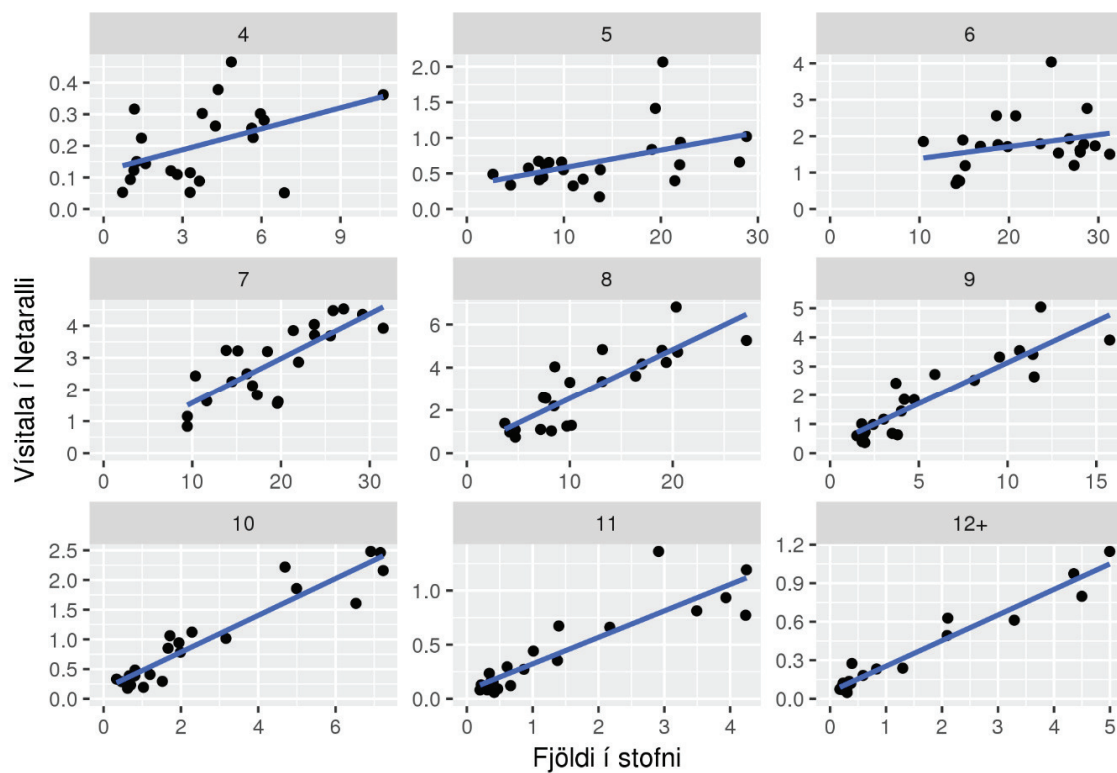 4 5 6
0.4 0.3 0.2 0.1 0.0
0 3 6 9
2.0 1.5 1.0 0.5 0.0
0 10 20 30
4 3 2 1 0
0 10 20 30
7 8 9
4 3 2 1 0
0 10 20 30
6 4 2 0
0 10 20
5 4 3 2 1 0
0 5 10 15
10 11 12+
2.5 2.0 1.5 1.0 0.5 0.0
0 2 4 6
1.0 0.5 0.0
0 1 2 3 4
1.2 0.9 0.6 0.3 0.0
0 1 2 3 4 5
Vísitala í Netaralli
Fjöldi í stofni